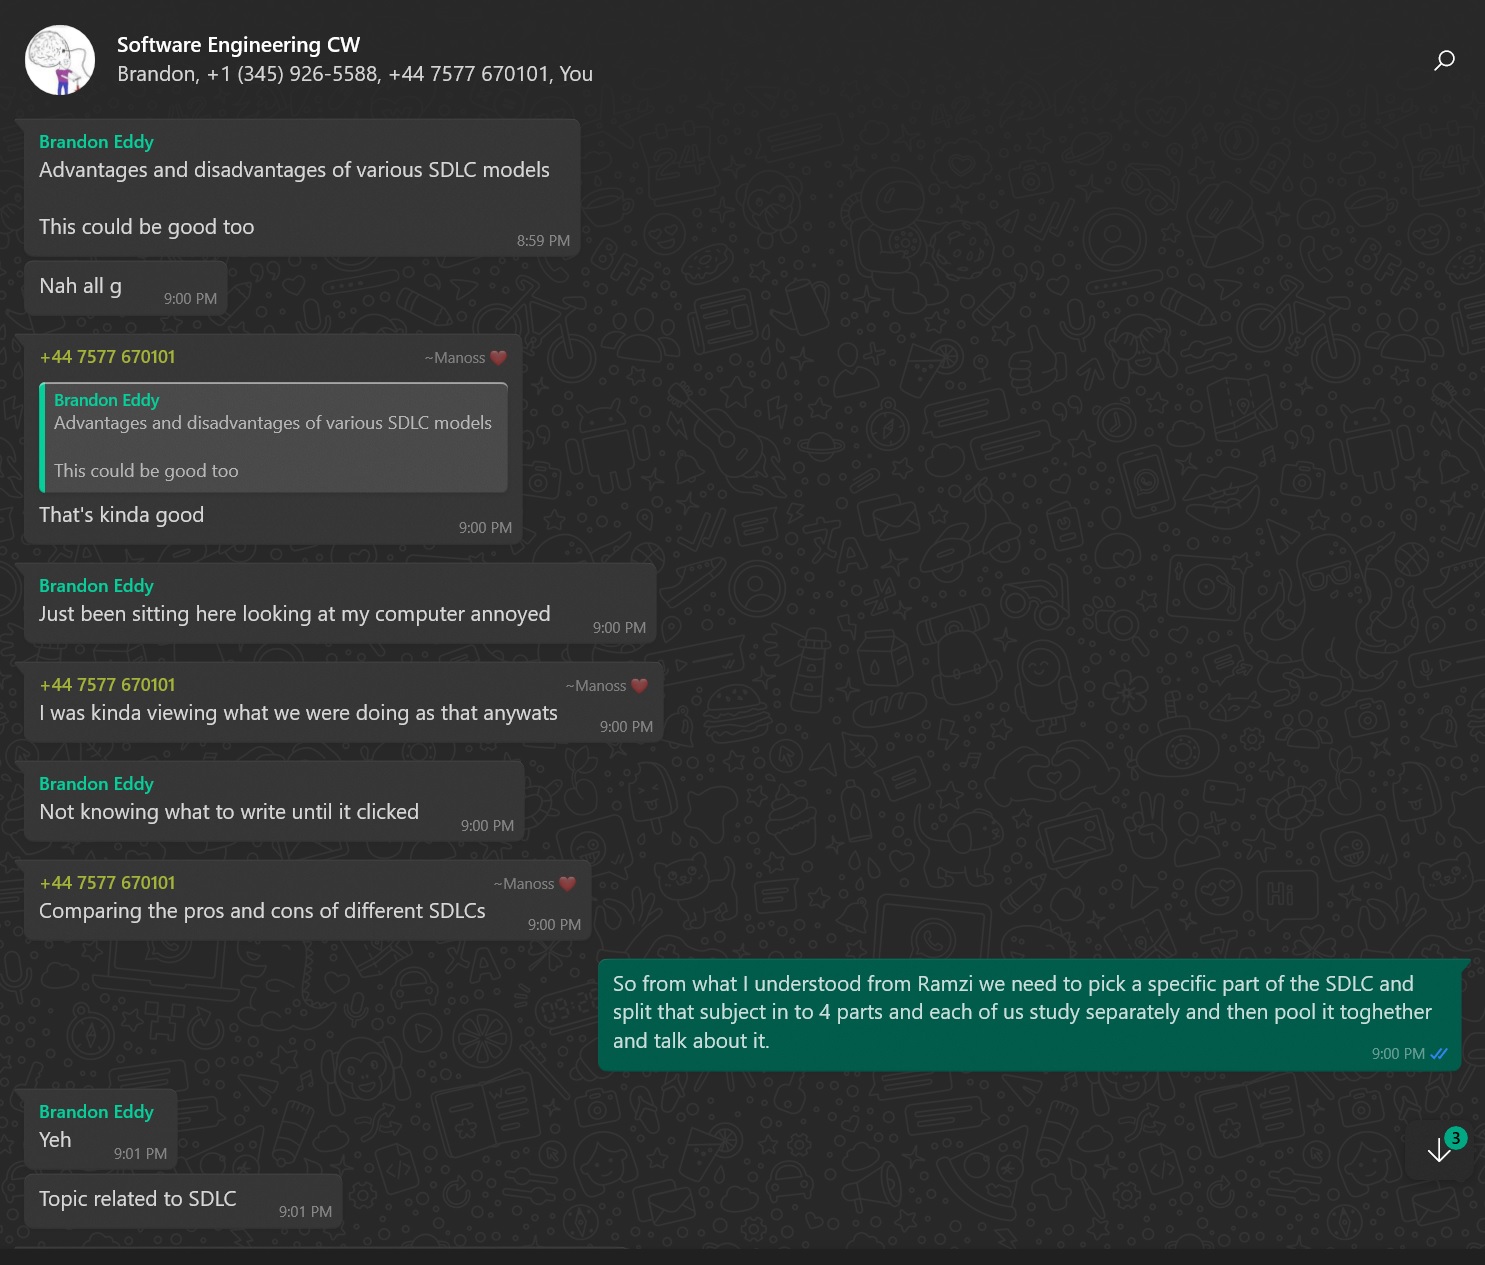 Software Engineering CW
Brandon, +1 (345) 926-5588, +44 7577 670101, You
Brandon Eddy
Advantages and disadvantages of various SDLC models
This could be good too
8:59 PM
Nah all g
9:00 PM
+44 7577 670101 ~Manoss ❤️
Brandon Eddy
Advantages and disadvantages of various SDLC models
This could be good too
That's kinda good
9:00 PM
Brandon Eddy
Just been sitting here looking at my computer annoyed
9:00 PM
+44 7577 670101 ~Manoss ❤️
I was kinda viewing what we were doing as that anywats
9:00 PM
Brandon Eddy
Not knowing what to write until it clicked
9:00 PM
+44 7577 670101 ~Manoss ❤️
Comparing the pros and cons of different SDLCs
9:00 PM
So from what I understood from Ramzi we need to pick a specific part of the SDLC and
split that subject in to 4 parts and each of us study separately and then pool it toghether
and talk about it.
9:00 PM
Brandon Eddy
Yeh
9:01 PM
3
Topic related to SDLC
9:01 PM